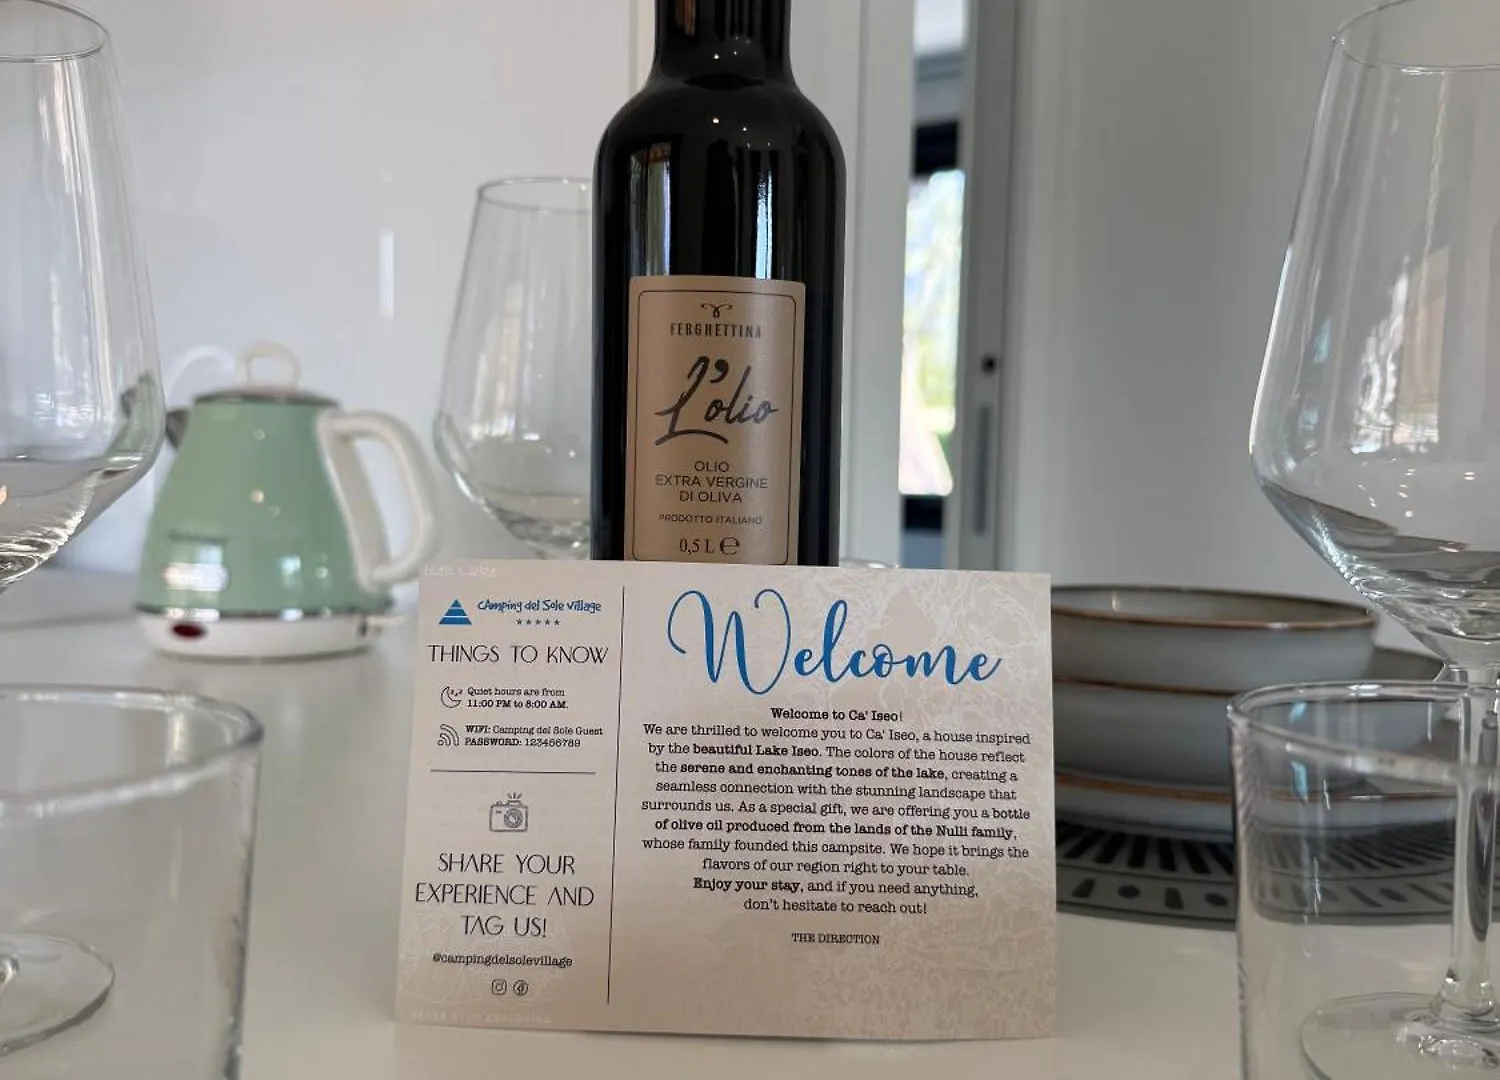 FERGHETTINA
L'olio
OLIO
EXTRA VERGINE
DI OLIVA
PRODOTTO ITALIANO
0,5 L ℮
Iseo Lake
CAmping del Sole Village
★★★★★
THINGS TO KNOW
Quiet hours are from
11:00 PM to 8:00 AM.
WIFI: Camping del Sole Guest
PASSWORD: 123456789
SHARE YOUR
EXPERIENCE AND
TAG US!
@campingdelsolevillage
NEVER STOP EXPLORING
Welcome
Welcome to Ca' Iseo!
We are thrilled to welcome you to Ca' Iseo, a house inspired
by the beautiful Lake Iseo. The colors of the house reflect
the serene and enchanting tones of the lake, creating a
seamless connection with the stunning landscape that
surrounds us. As a special gift, we are offering you a bottle
of olive oil produced from the lands of the Nulli family,
whose family founded this campsite. We hope it brings the
flavors of our region right to your table.
Enjoy your stay, and if you need anything,
don't hesitate to reach out!
THE DIRECTION